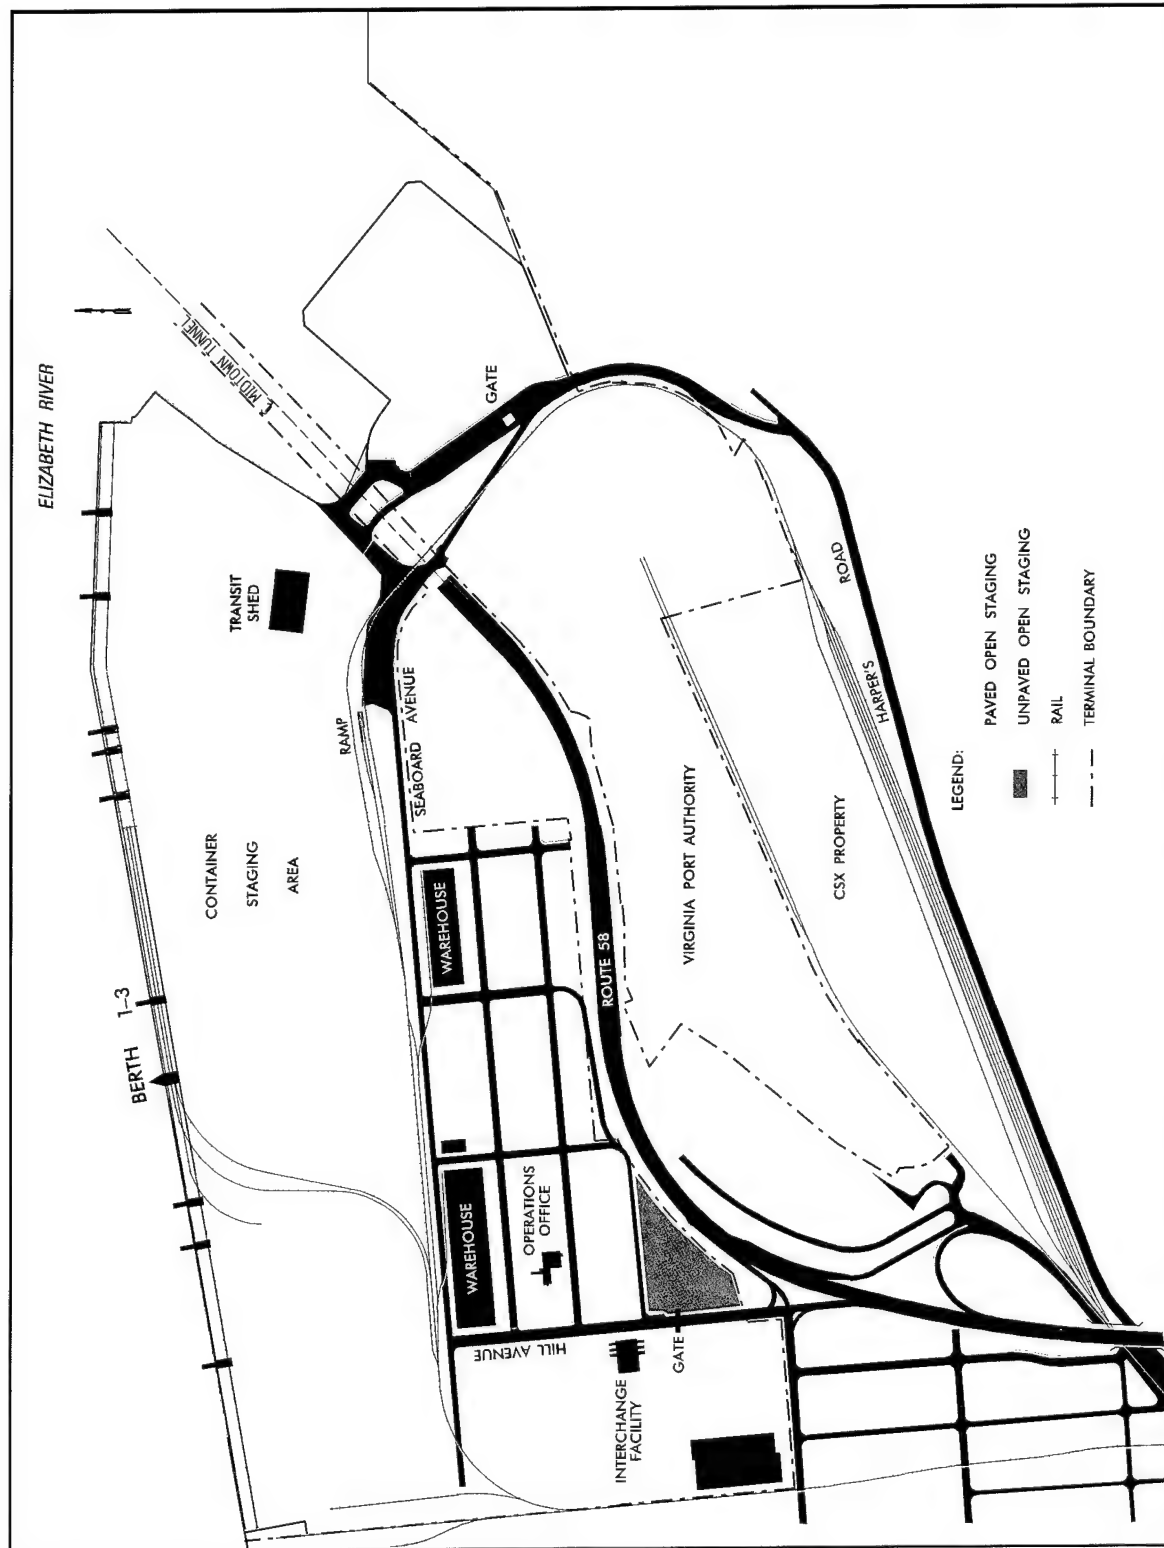 ELIZABETH RIVER
℄ MIDTOWN TUNNEL
GATE
TRANSIT
SHED
RAMP
SEABOARD AVENUE
CONTAINER
STAGING
AREA
BERTH 1-3
WAREHOUSE
WAREHOUSE
OPERATIONS
OFFICE
HILL AVENUE
INTERCHANGE
FACILITY
GATE
ROUTE 58
VIRGINIA PORT AUTHORITY
CSX PROPERTY
HARPER'S ROAD
LEGEND:
PAVED OPEN STAGING
UNPAVED OPEN STAGING
RAIL
TERMINAL BOUNDARY